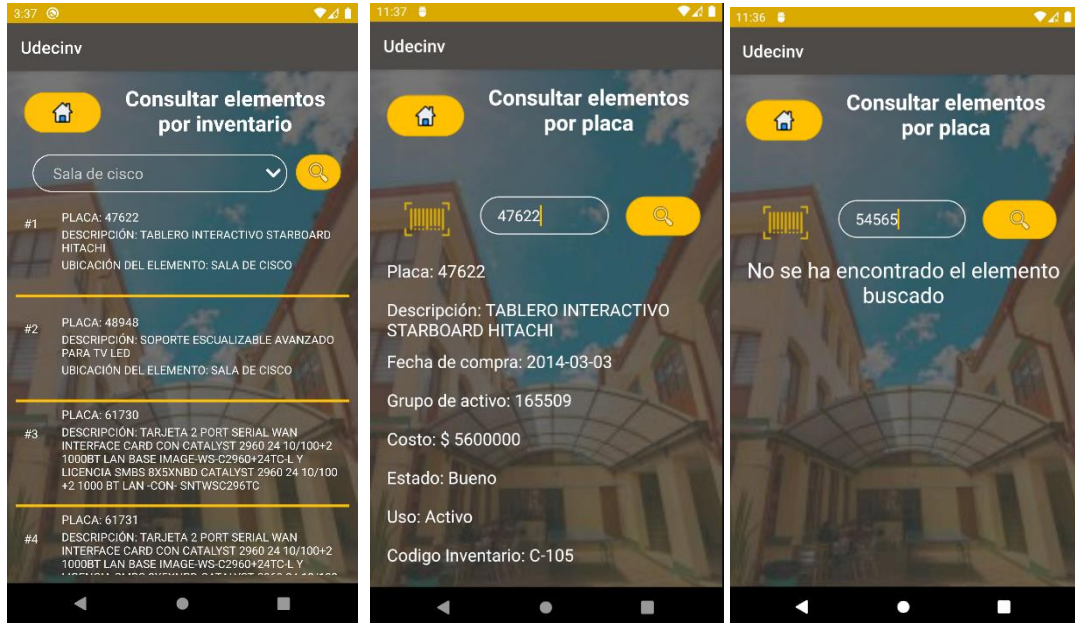 3:37
Udecinv
Consultar elementos
por inventario
Sala de cisco
#1
PLACA: 47622
DESCRIPCIÓN: TABLERO INTERACTIVO STARBOARD
HITACHI
UBICACIÓN DEL ELEMENTO: SALA DE CISCO
#2
PLACA: 48948
DESCRIPCIÓN: SOPORTE ESCUALIZABLE AVANZADO
PARA TV LED
UBICACIÓN DEL ELEMENTO: SALA DE CISCO
#3
PLACA: 61730
DESCRIPCIÓN: TARJETA 2 PORT SERIAL WAN
INTERFACE CARD CON CATALYST 2960 24 10/100+2
1000BT LAN BASE IMAGE-WS-C2960+24TC-L Y
LICENCIA SMBS 8X5XNBD CATALYST 2960 24 10/100
+2 1000 BT LAN -CON- SNTWSC296TC
#4
PLACA: 61731
DESCRIPCIÓN: TARJETA 2 PORT SERIAL WAN
INTERFACE CARD CON CATALYST 2960 24 10/100+2
1000BT LAN BASE IMAGE-WS-C2960+24TC-L Y
11:37
Udecinv
Consultar elementos
por placa
47622
Placa: 47622
Descripción: TABLERO INTERACTIVO
STARBOARD HITACHI
Fecha de compra: 2014-03-03
Grupo de activo: 165509
Costo: $ 5600000
Estado: Bueno
Uso: Activo
Codigo Inventario: C-105
11:36
Udecinv
Consultar elementos
por placa
54565
No se ha encontrado el elemento
buscado